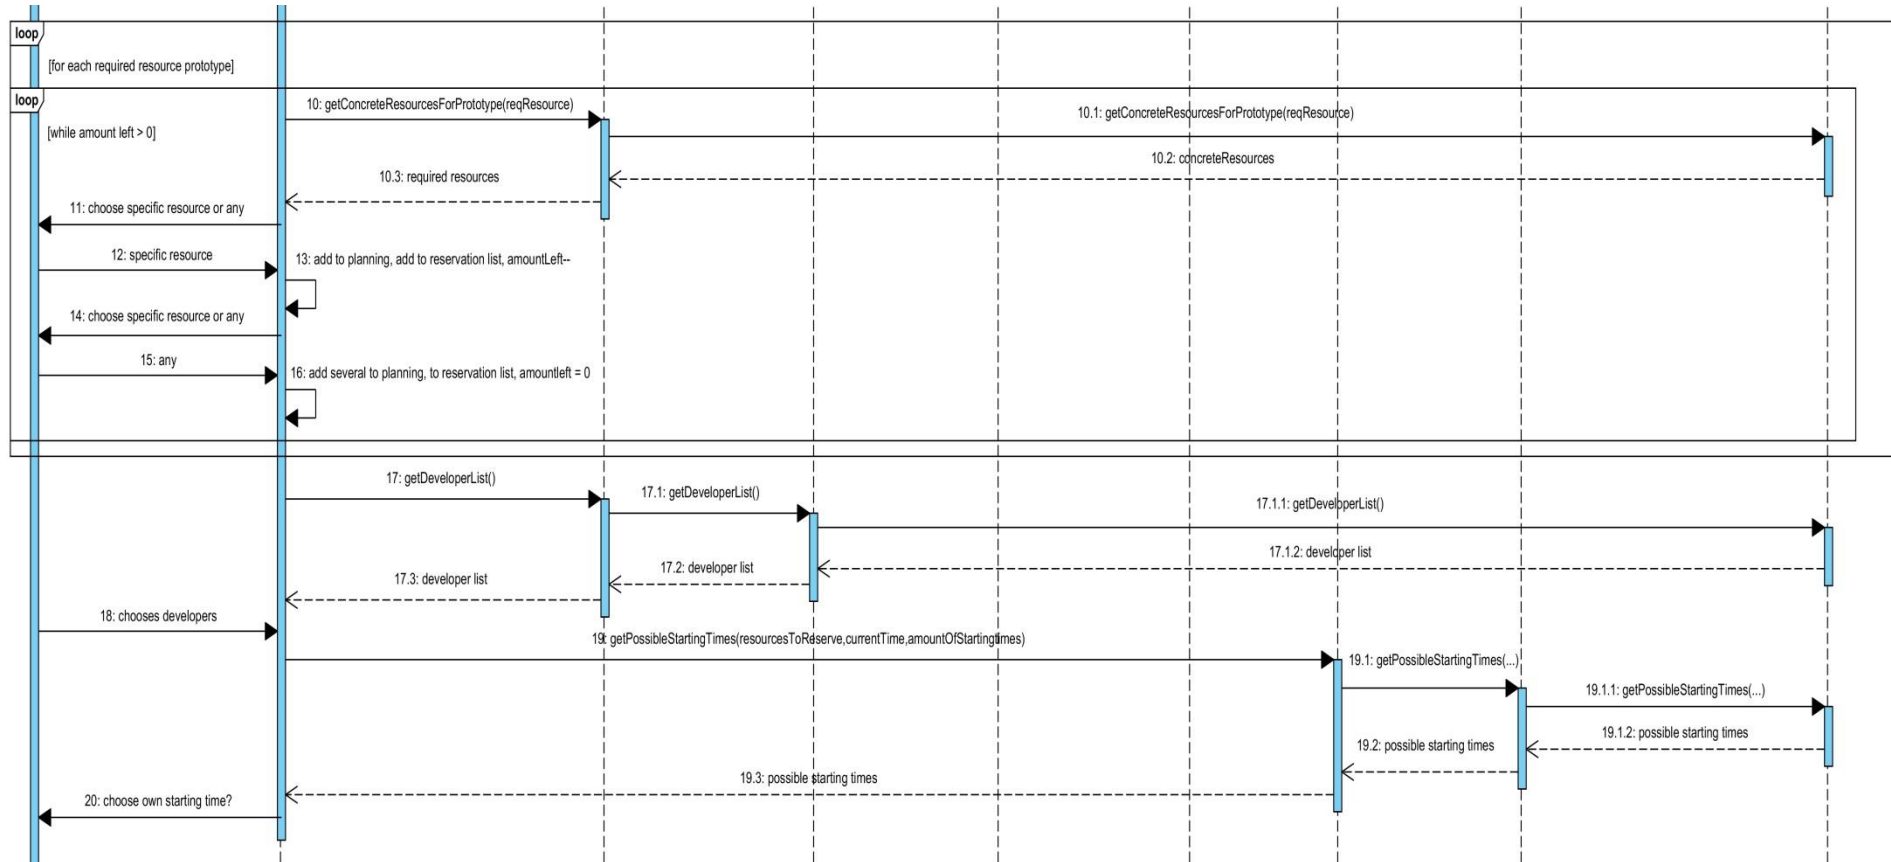 loop
[for each required resource prototype]
loop
[while amount left > 0]
10: getConcreteResourcesForPrototype(reqResource)
10.1: getConcreteResourcesForPrototype(reqResource)
10.2: concreteResources
10.3: required resources
11: choose specific resource or any
12: specific resource
13: add to planning, add to reservation list, amountLeft--
14: choose specific resource or any
15: any
16: add several to planning, to reservation list, amountleft = 0
17: getDeveloperList()
17.1: getDeveloperList()
17.1.1: getDeveloperList()
17.1.2: developer list
17.2: developer list
17.3: developer list
18: chooses developers
19: getPossibleStartingTimes(resourcesToReserve,currentTime,amountOfStartingtimes)
19.1: getPossibleStartingTimes(...)
19.1.1: getPossibleStartingTimes(...)
19.1.2: possible starting times
19.2: possible starting times
19.3: possible starting times
20: choose own starting time?